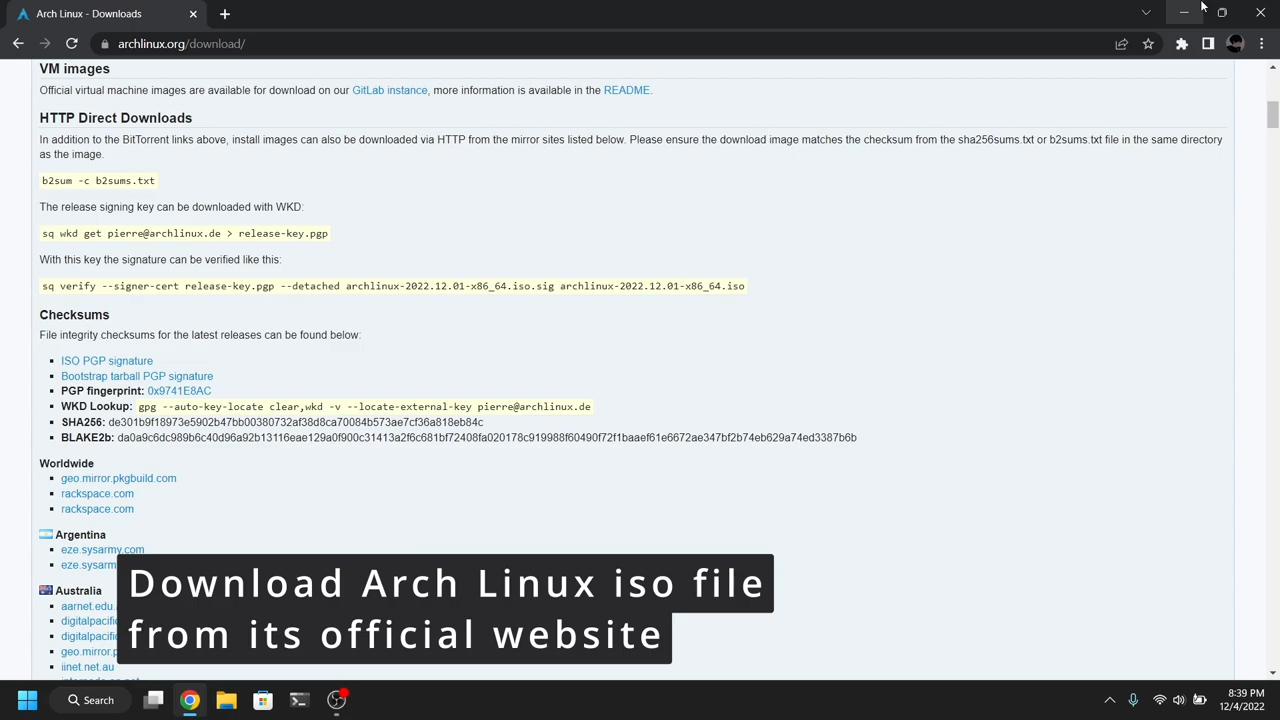 Arch Linux - Downloads
archlinux.org/download/
VM images
Official virtual machine images are available for download on our GitLab instance, more information is available in the README.
HTTP Direct Downloads
In addition to the BitTorrent links above, install images can also be downloaded via HTTP from the mirror sites listed below. Please ensure the download image matches the checksum from the sha256sums.txt or b2sums.txt file in the same directory
as the image.
b2sum -c b2sums.txt
The release signing key can be downloaded with WKD:
sq wkd get pierre@archlinux.de > release-key.pgp
With this key the signature can be verified like this:
sq verify --signer-cert release-key.pgp --detached archlinux-2022.12.01-x86_64.iso.sig archlinux-2022.12.01-x86_64.iso
Checksums
File integrity checksums for the latest releases can be found below:
ISO PGP signature
Bootstrap tarball PGP signature
PGP fingerprint: 0x9741E8AC
WKD Lookup: gpg --auto-key-locate clear,wkd -v --locate-external-key pierre@archlinux.de
SHA256: de301b9f18973e5902b47bb00380732af38d8ca70084b573ae7cf36a818eb84c
BLAKE2b: da0a9c6dc989b6c40d96a92b13116eae129a0f900c31413a2f6c681bf72408fa020178c919988f60490f72f1baaef61e6672ae347bf2b74eb629a74ed3387b6b
Worldwide
geo.mirror.pkgbuild.com
rackspace.com
rackspace.com
Argentina
eze.sysarmy.com
eze.sysarm
Australia
aarnet.edu.
digitalpacific
digitalpacific
geo.mirror.p
iinet.net.au
Download Arch Linux iso file
from its official website
Search
8:39 PM
12/4/2022